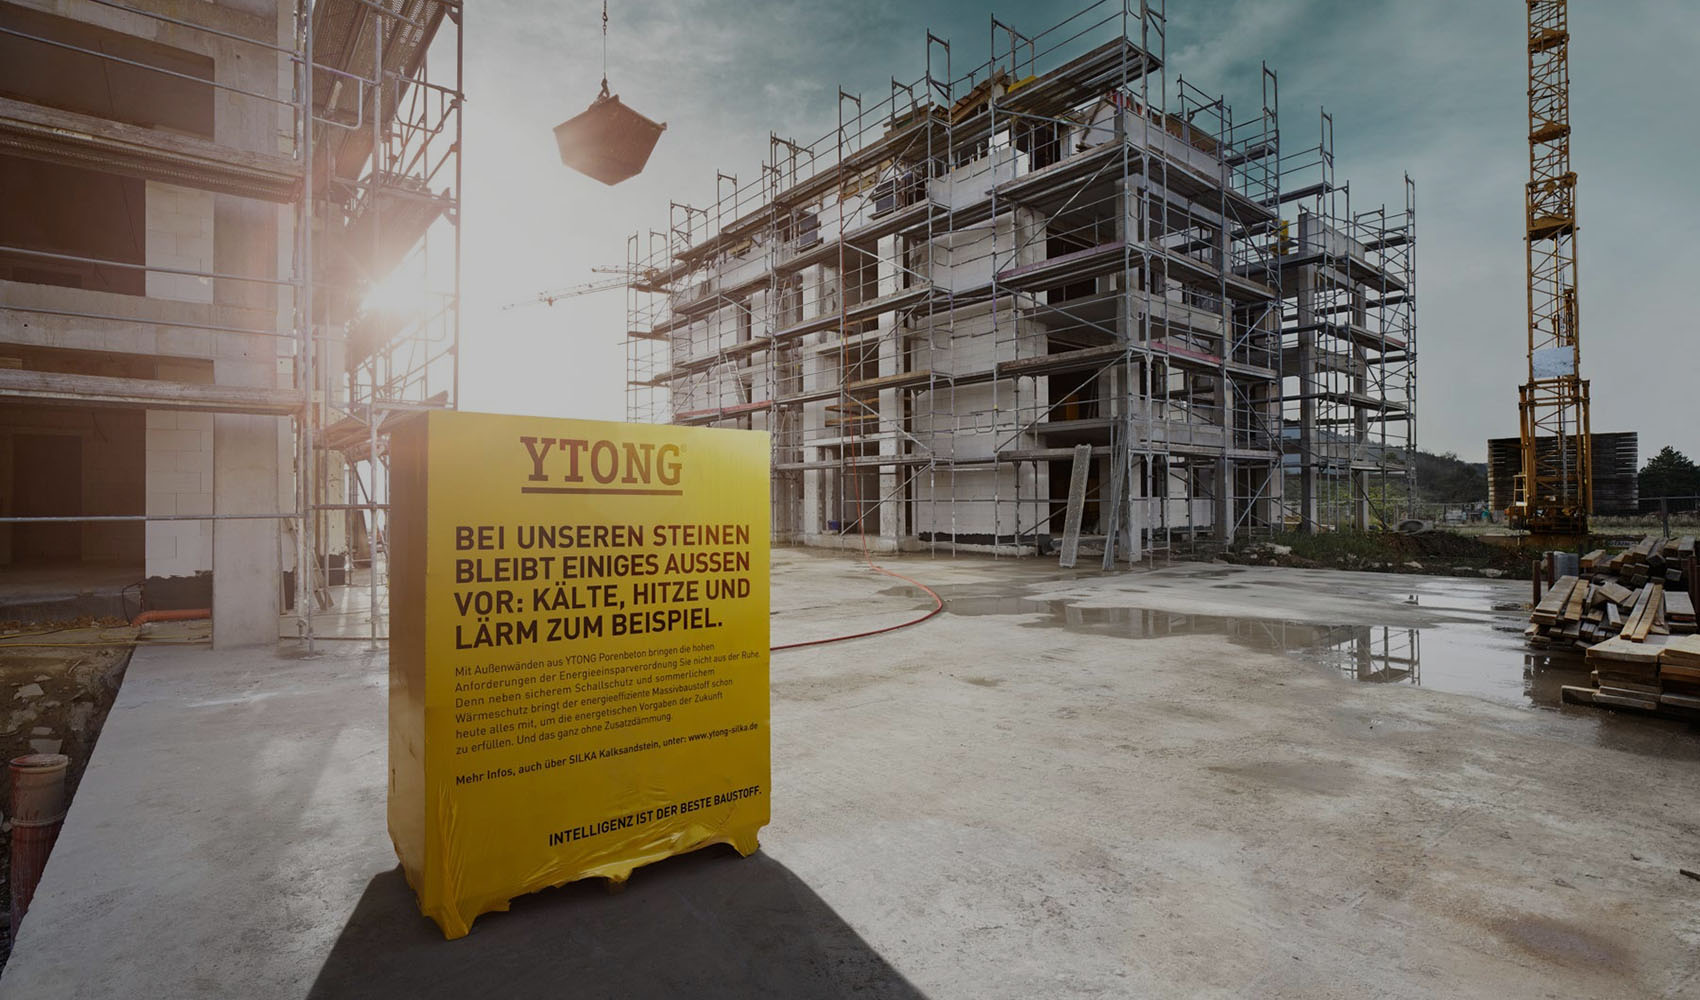 YTONG®
BEI UNSEREN STEINEN
BLEIBT EINIGES AUSSEN
VOR: KÄLTE, HITZE UND
LÄRM ZUM BEISPIEL.
Mit Außenwänden aus YTONG Porenbeton bringen die hohen
Anforderungen der Energieeinsparverordnung Sie nicht aus der Ruhe.
Denn neben sicherem Schallschutz und sommerlichem
Wärmeschutz bringt der energieeffiziente Massivbaustoff schon
heute alles mit, um die energetischen Vorgaben der Zukunft
zu erfüllen. Und das ganz ohne Zusatzdämmung.
Mehr Infos, auch über SILKA Kalksandstein, unter: www.ytong-silka.de
INTELLIGENZ IST DER BESTE BAUSTOFF.